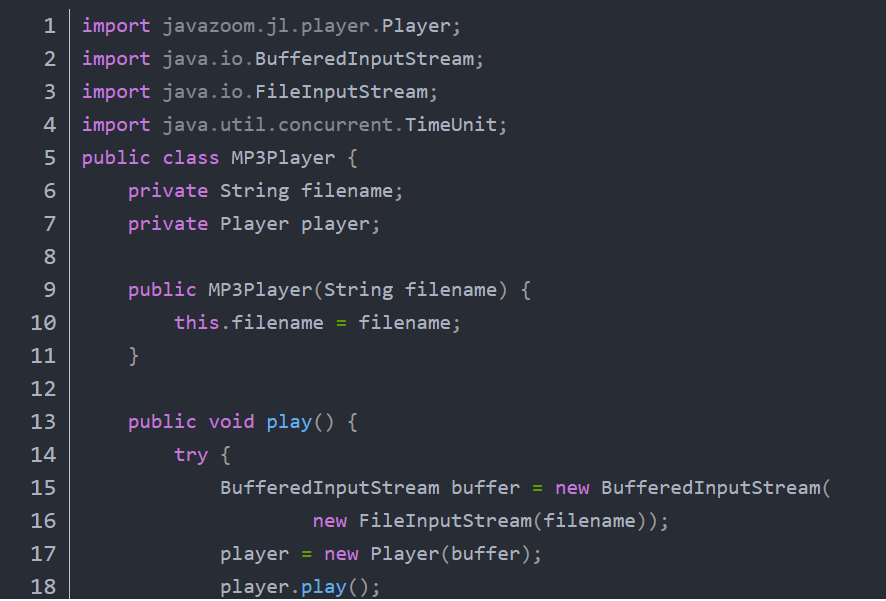 1 import javazoom.jl.player.Player;
2 import java.io.BufferedInputStream;
3 import java.io.FileInputStream;
4 import java.util.concurrent.TimeUnit;
5 public class MP3Player {
6     private String filename;
7     private Player player;
8
9     public MP3Player(String filename) {
10         this.filename = filename;
11     }
12
13     public void play() {
14         try {
15             BufferedInputStream buffer = new BufferedInputStream(
16                     new FileInputStream(filename));
17             player = new Player(buffer);
18             player.play();